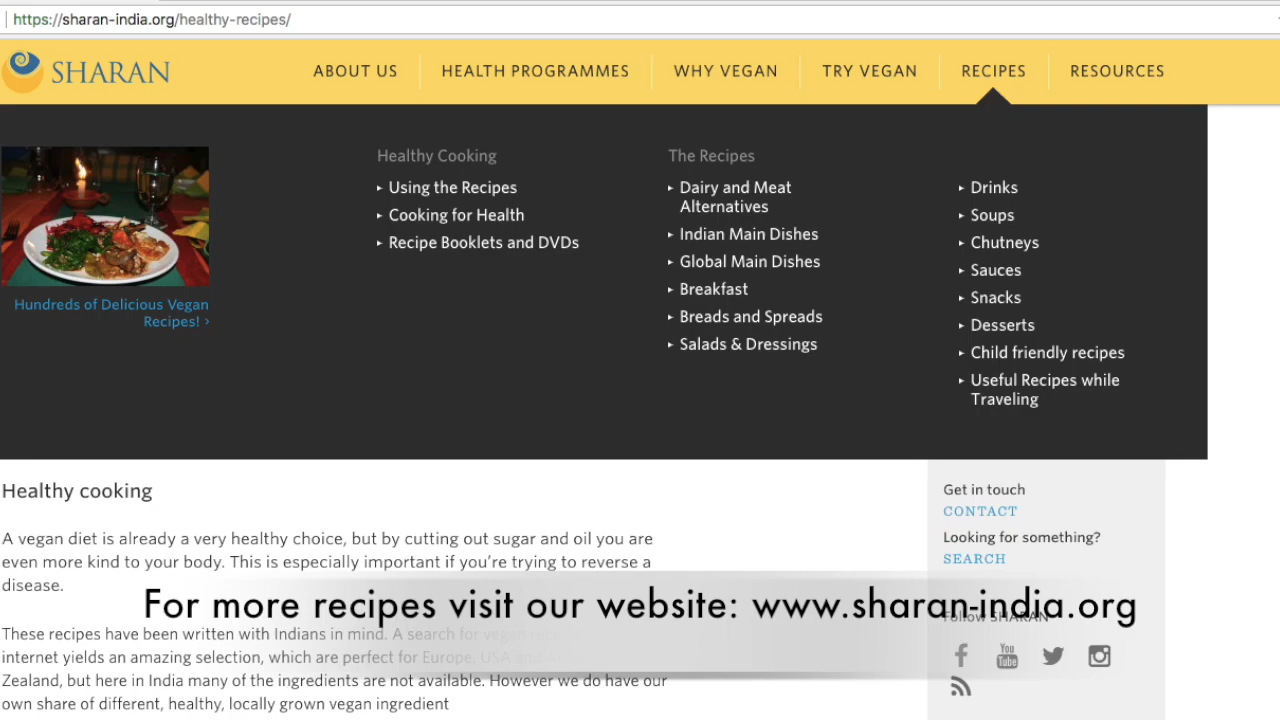 https://sharan-india.org/healthy-recipes/
SHARAN
ABOUT US
HEALTH PROGRAMMES
WHY VEGAN
TRY VEGAN
RECIPES
RESOURCES
Hundreds of Delicious Vegan
Recipes! ›
Healthy Cooking
Using the Recipes
Cooking for Health
Recipe Booklets and DVDs
The Recipes
Dairy and Meat
Alternatives
Indian Main Dishes
Global Main Dishes
Breakfast
Breads and Spreads
Salads & Dressings
Drinks
Soups
Chutneys
Sauces
Snacks
Desserts
Child friendly recipes
Useful Recipes while
Traveling
Healthy cooking
A vegan diet is already a very healthy choice, but by cutting out sugar and oil you are
even more kind to your body. This is especially important if you're trying to reverse a
disease.
For more recipes visit our website: www.sharan-india.org
These recipes have been written with Indians in mind. A search for vegan
internet yields an amazing selection, which are perfect for Europe, USA and
Zealand, but here in India many of the ingredients are not available. However we do have our
own share of different, healthy, locally grown vegan ingredient
Get in touch
CONTACT
Looking for something?
SEARCH
Follow SHARAN
You
Tube